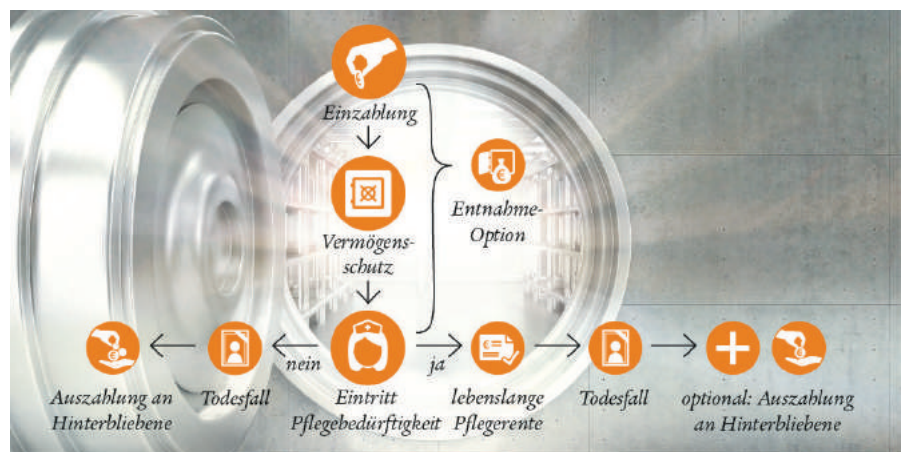 Einzahlung
Vermögens-
schutz
Entnahme-
Option
nein
ja
Auszahlung an
Hinterbliebene
Todesfall
Eintritt
Pflegebedürftigkeit
lebenslange
Pflegerente
Todesfall
optional: Auszahlung
an Hinterbliebene